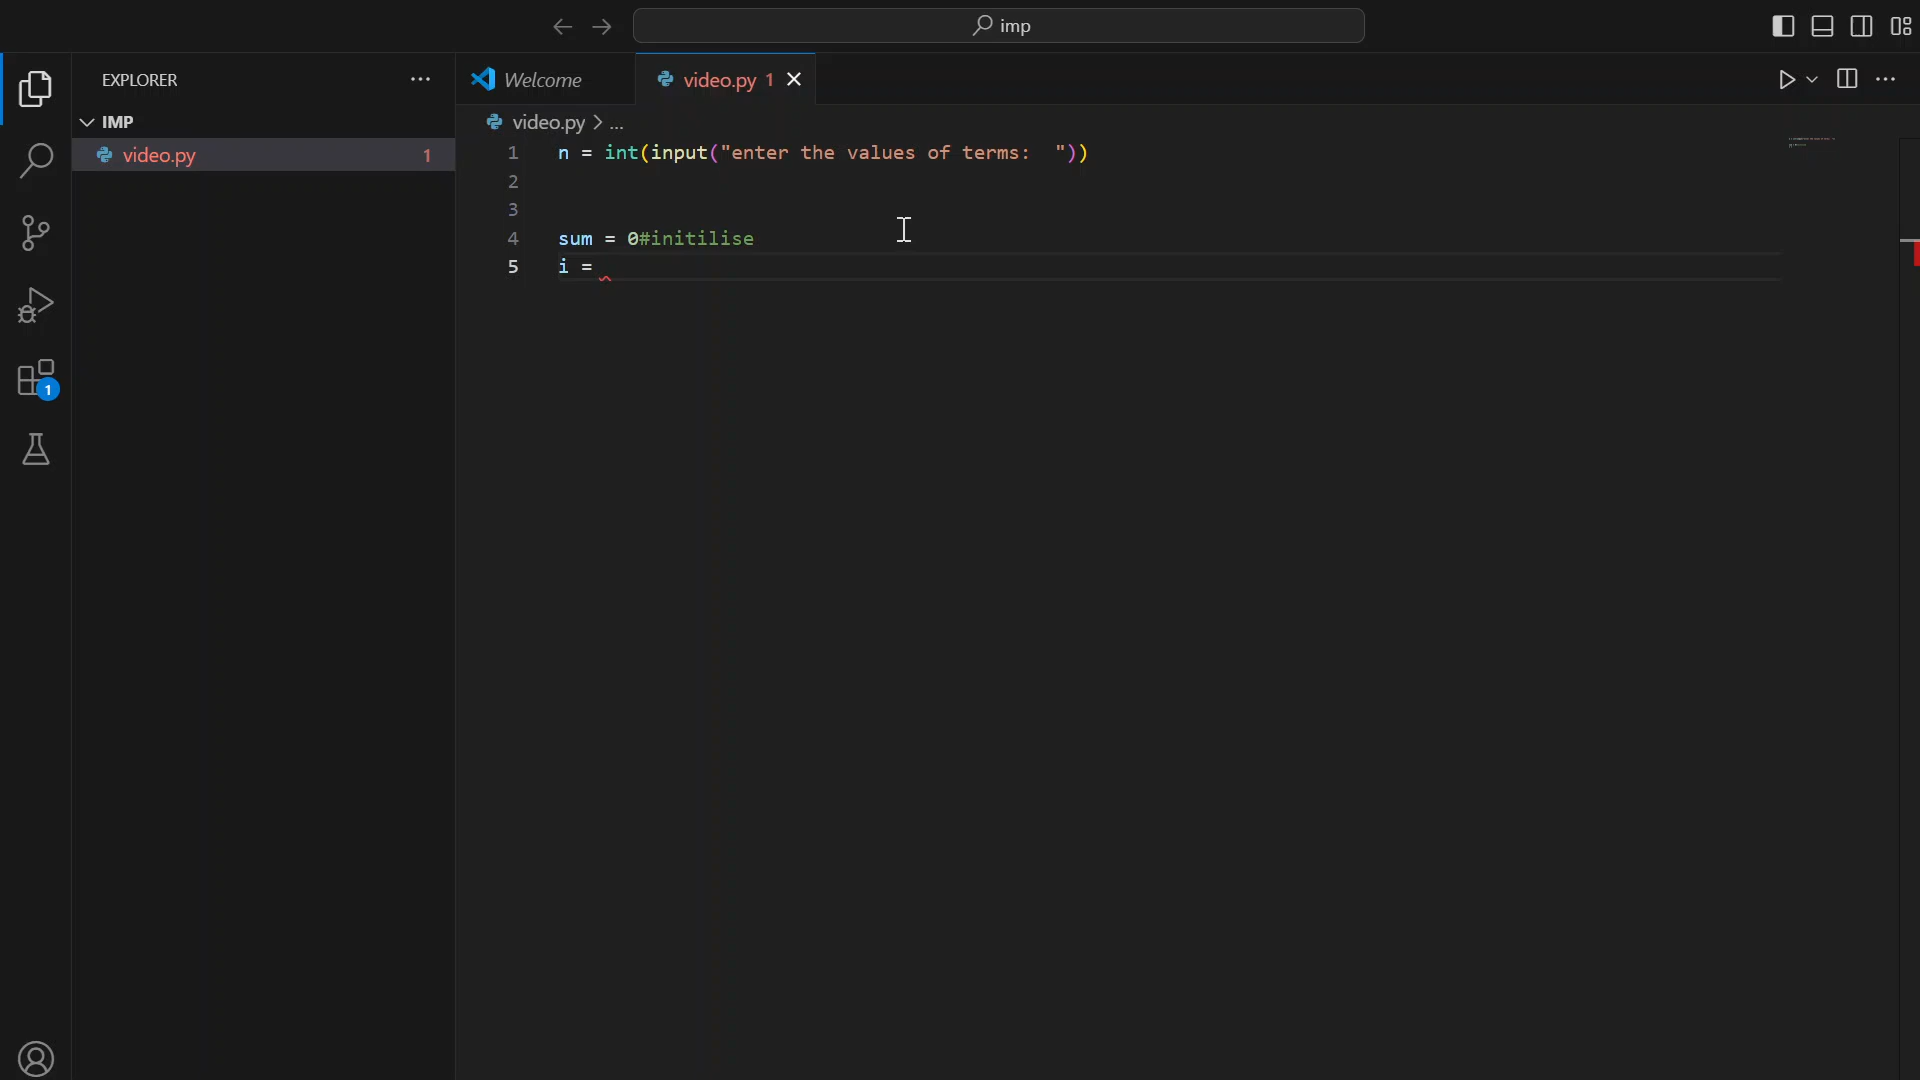 imp
EXPLORER
Welcome
video.py 1
IMP
video.py 1
video.py > ...
1 n = int(input("enter the values of terms:  "))
2
3
4 sum = 0#initilise
5 i =
1